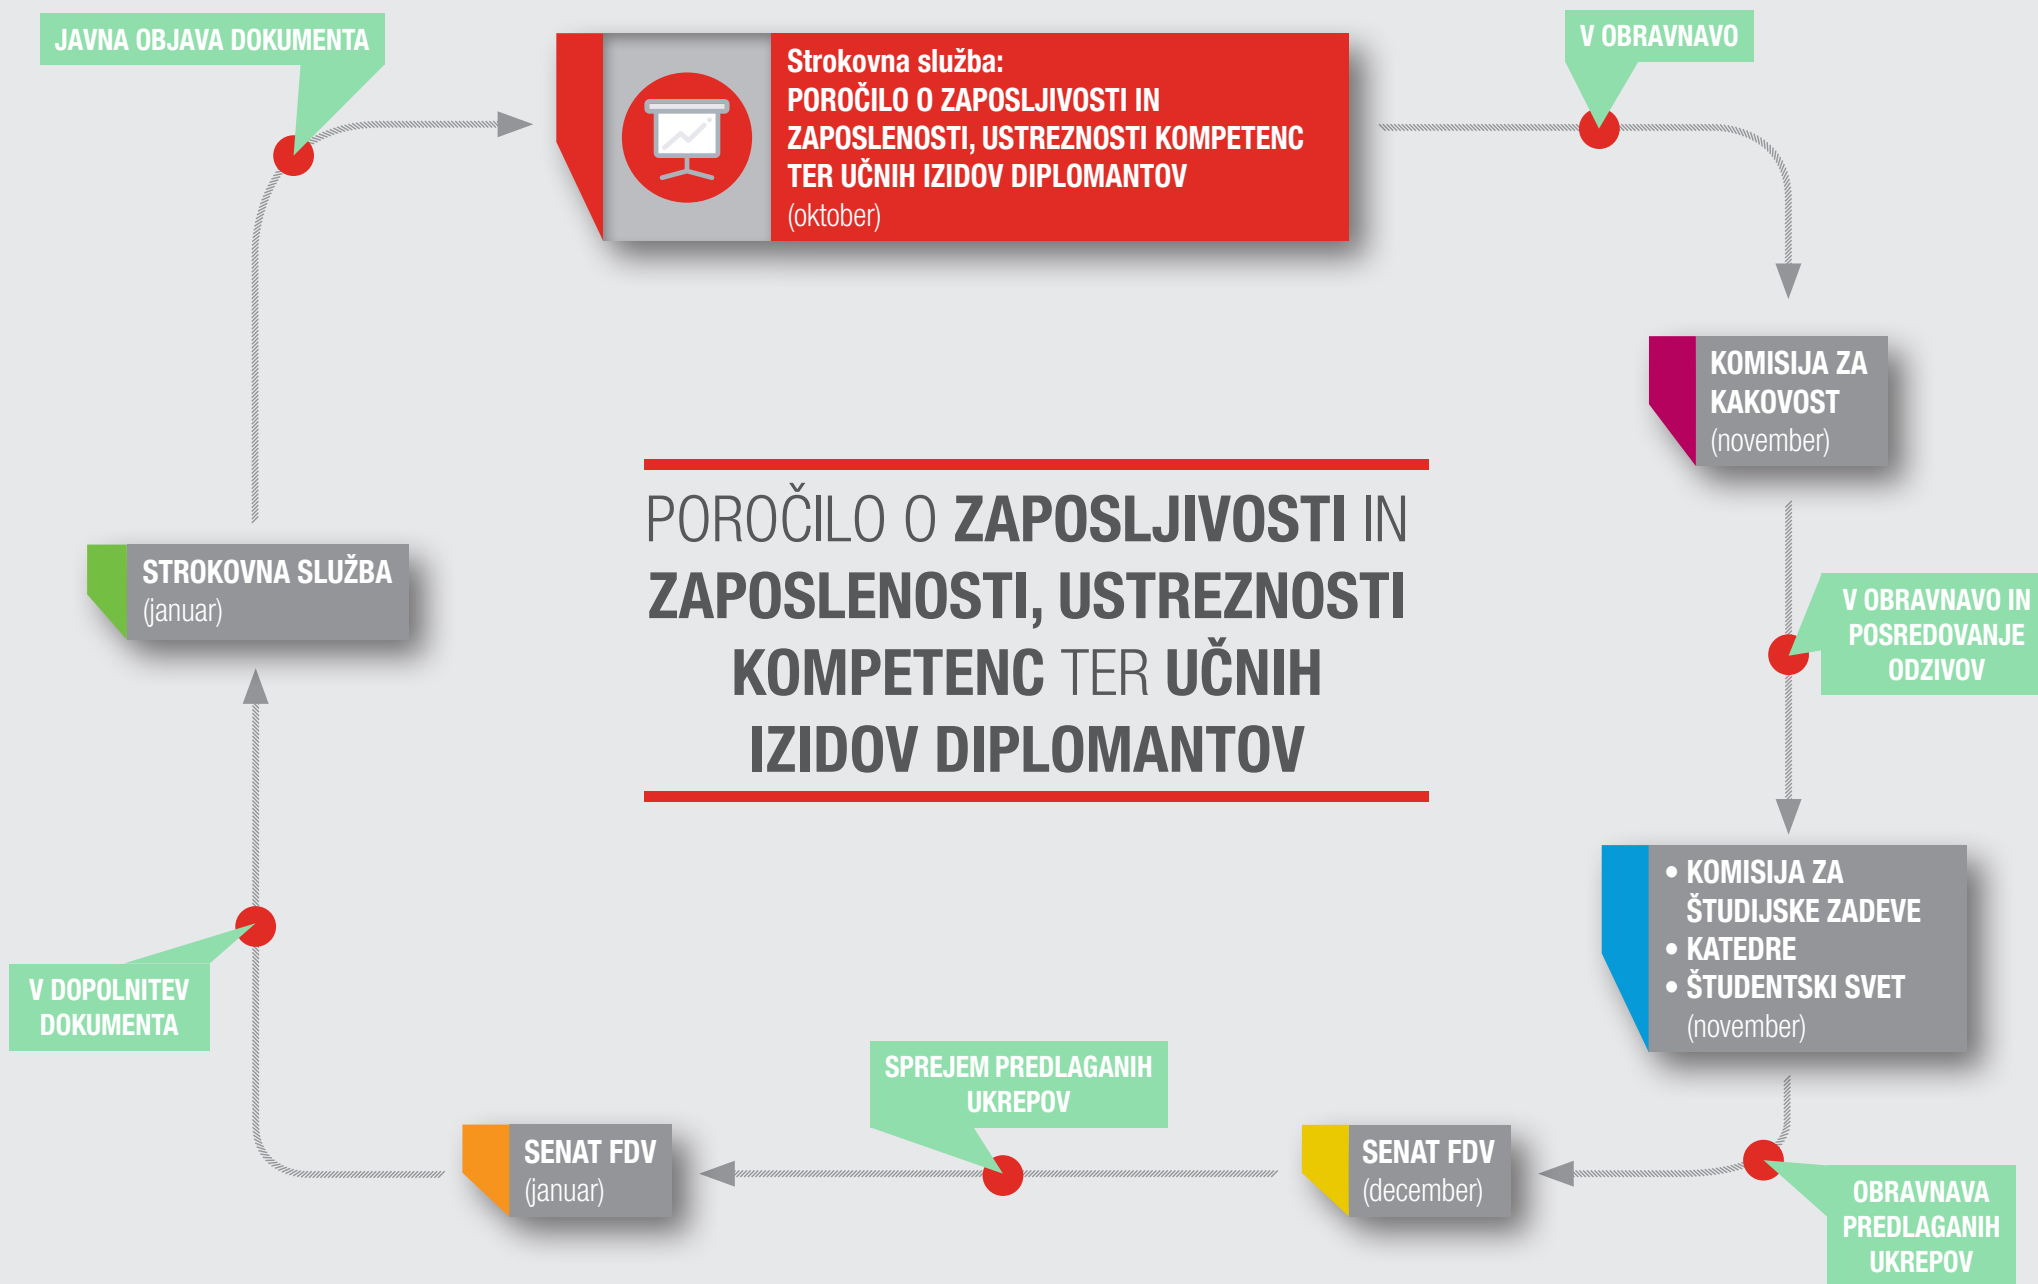 JAVNA OBJAVA DOKUMENTA
Strokovna služba:
POROČILO O ZAPOSLJIVOSTI IN
ZAPOSLENOSTI, USTREZNOSTI KOMPETENC
TER UČNIH IZIDOV DIPLOMANTOV
(oktober)
V OBRAVNAVO
KOMISIJA ZA
KAKOVOST
(november)
V OBRAVNAVO IN
POSREDOVANJE
ODZIVOV
• KOMISIJA ZA
ŠTUDIJSKE ZADEVE
• KATEDRE
• ŠTUDENTSKI SVET
(november)
OBRAVNAVA
PREDLAGANIH
UKREPOV
SENAT FDV
(december)
SPREJEM PREDLAGANIH
UKREPOV
SENAT FDV
(januar)
V DOPOLNITEV
DOKUMENTA
STROKOVNA SLUŽBA
(januar)
POROČILO O ZAPOSLJIVOSTI IN
ZAPOSLENOSTI, USTREZNOSTI
KOMPETENC TER UČNIH
IZIDOV DIPLOMANTOV